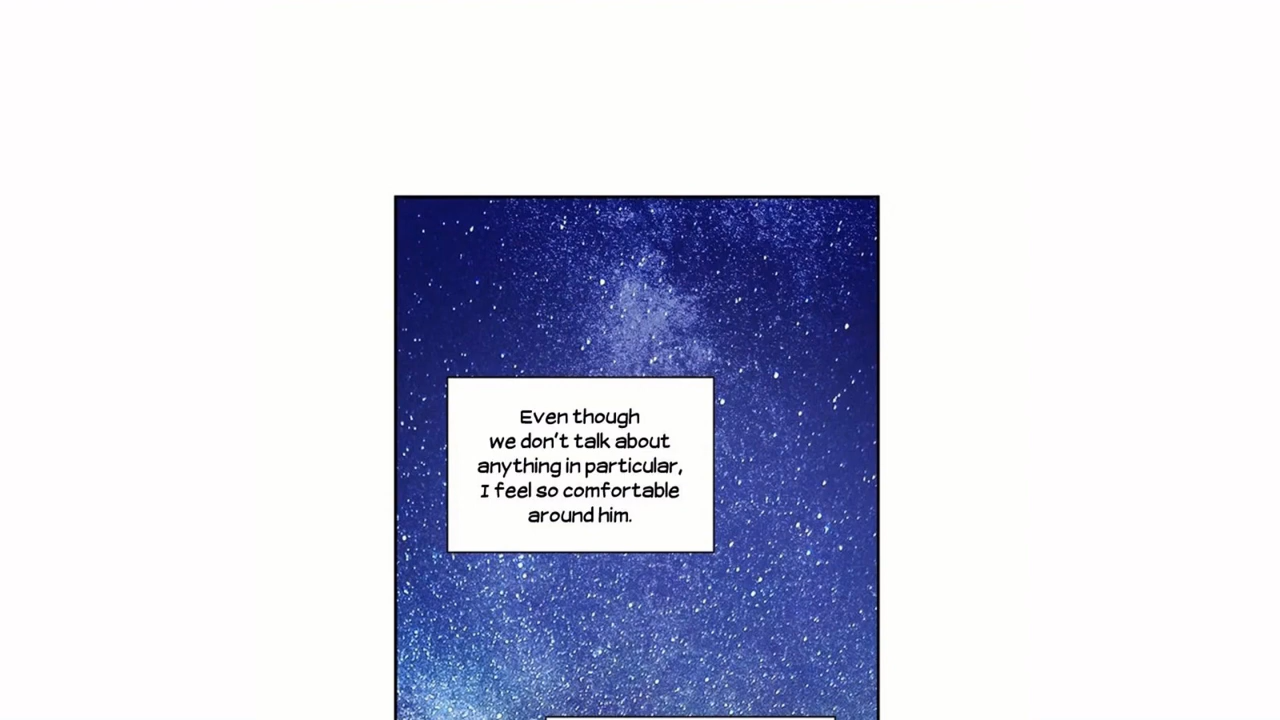 Even though
we don't talk about
anything in particular,
I feel so comfortable
around him.